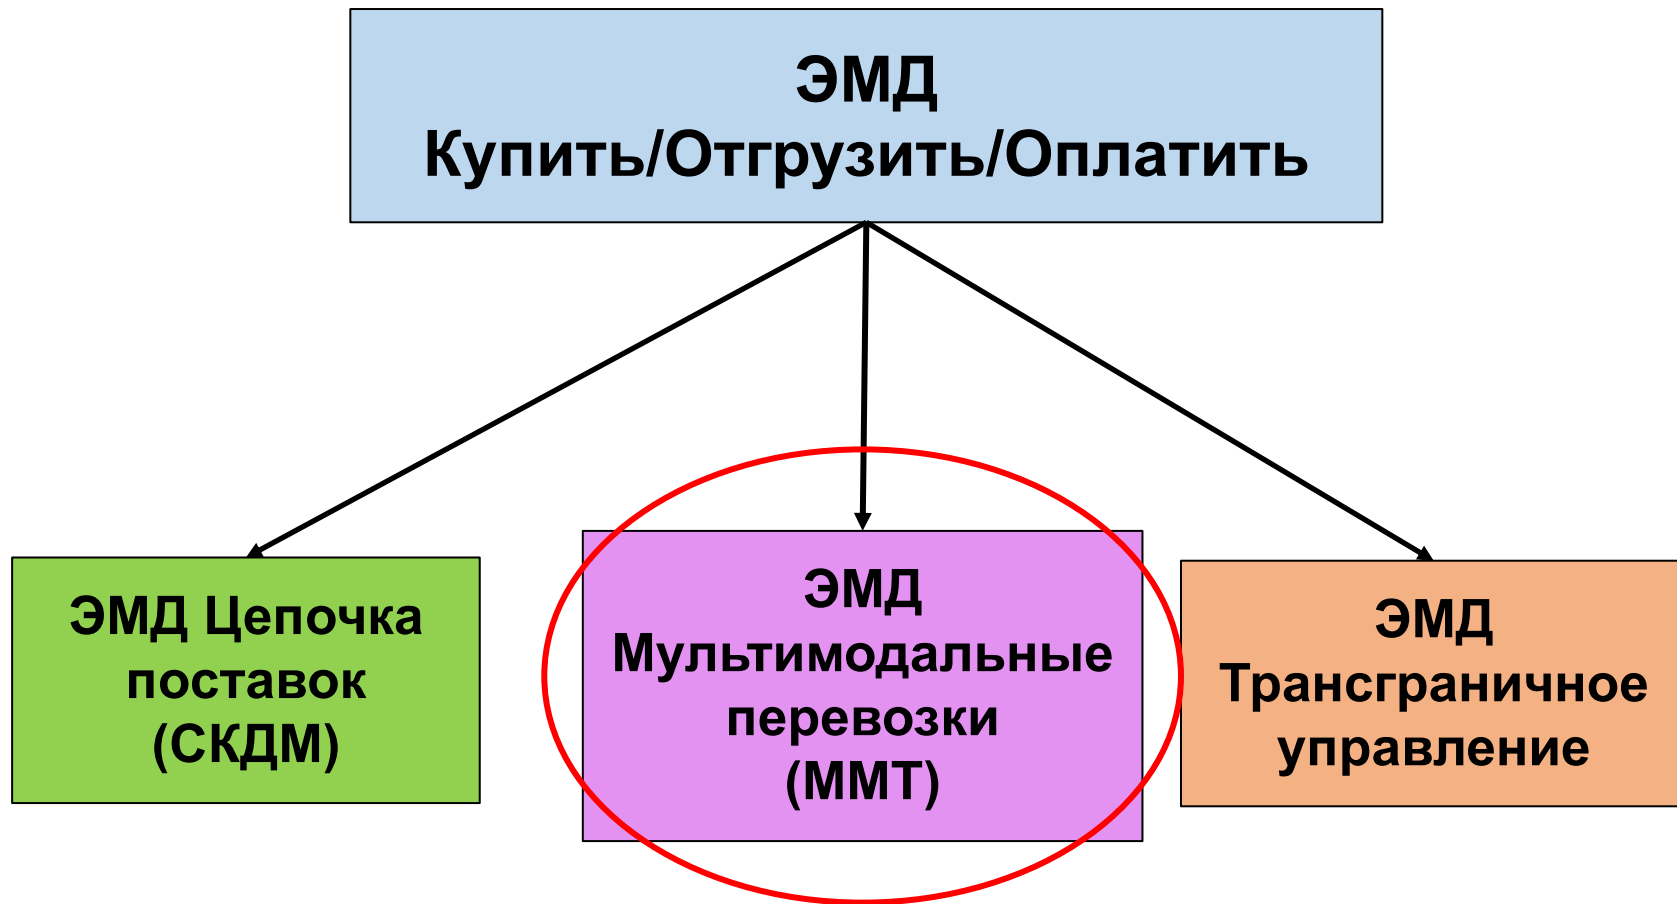 ЭМД
Купить/Отгрузить/Оплатить
ЭМД Цепочка
поставок
(СКДМ)
ЭМД
Мультимодальные
перевозки
(ММТ)
ЭМД
Трансграничное
управление